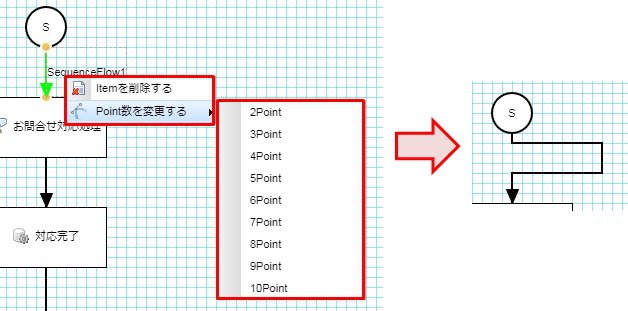 S
SequenceFlow1
Itemを削除する
Point数を変更する
お問合せ対応処理
対応完了
2Point
3Point
4Point
5Point
6Point
7Point
8Point
9Point
10Point
S